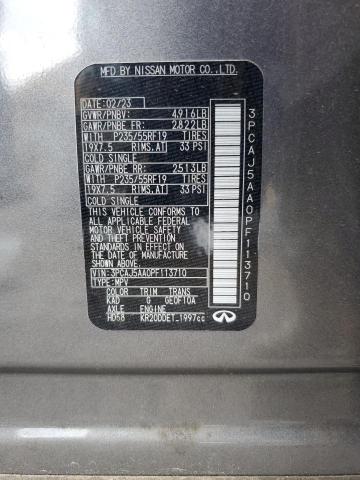 MFD BY NISSAN MOTOR CO.,LTD.
DATE: 02/23
GVWR/PNBV: 4916LB
GAWR/PNBE FR: 2822LB
WITH P235/55RF19 TIRES
19X7.5 RIMS,AT 33 PSI
COLD SINGLE
GAWR/PNBE RR: 2513LB
WITH P235/55RF19 TIRES
19X7.5 RIMS,AT 33 PSI
COLD SINGLE
THIS VEHICLE CONFORMS
TO ALL APPLICABLE FEDERAL
MOTOR VEHICLE SAFETY
AND THEFT PREVENTION
STANDARDS IN EFFECT
ON THE DATE OF
MANUFACTURE SHOWN ABOVE.
VIN:3PCAJ5AA0PF113710
TYPE:MPV
COLOR TRIM TRANS
KAD G GE0F10A
AXLE ENGINE
HD58 KR20DDET 1997cc
3PCAJ5AA0PF113710